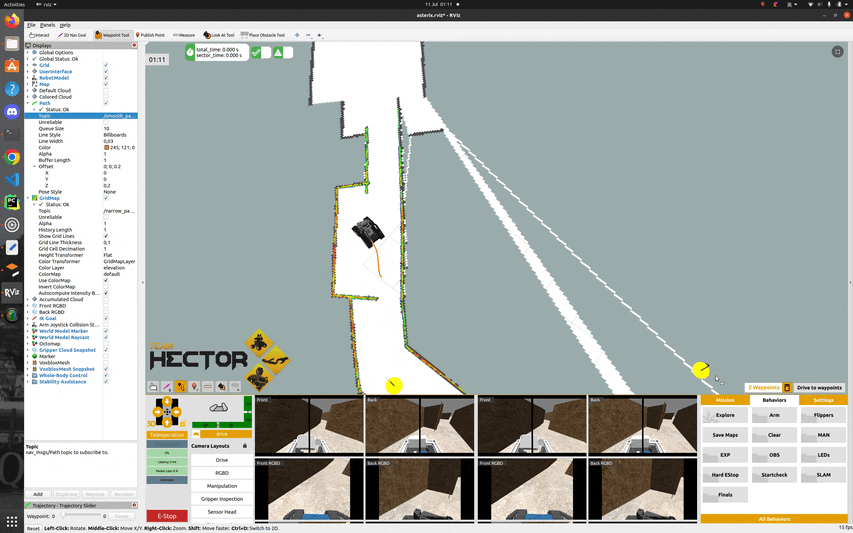 Activities
rviz
11 Jul 01:11
asterix.rviz* - RViz
File Panels Help
Interact 2D Nav Goal Waypoint Tool Publish Point Measure Look At Tool Place Obstacle Tool
Displays
Global Options
Global Status: Ok
Grid
UserInterface
RobotModel
Map
Default Cloud
Colored Cloud
Path
Status: Ok
Topic /smooth_pa...
Unreliable
Queue Size 10
Line Style Billboards
Line Width 0,03
Color 245; 121; 0
Alpha 1
Buffer Length 1
Offset 0; 0; 0.2
X 0
Y 0
Z 0,2
Pose Style None
GridMap
Status: Ok
Topic /narrow_pa...
Unreliable
Alpha 1
History Length 1
Show Grid Lines
Grid Line Thickness 0,1
Grid Cell Decimation 1
Height Transformer Flat
Color Transformer GridMapLayer
Color Layer elevation
ColorMap default
Use ColorMap
Autocompute Intensity B...
Accumulated Cloud
Front RGBD
Back RGBD
IK Goal
Arm Joystick Collision St...
World Model Marker
World Model Raycast
Octomap
Gripper Cloud Snapshot
Marker
VoxbloxMesh
VoxbloxMesh Snapshot
Whole-Body Control
Stability Assistance
Topic
nav_msgs/Path topic to subscribe to.
Add Duplicate Remove Rename
Trajectory - Trajectory Slider
Waypoint: 0 0 Pause
Reset Left-Click: Rotate. Middle-Click: Move X/Y. Right-Click: Zoom. Shift: Move faster. Ctrl+D: Switch to 2D.
15 fps
01:11
total_time: 0.000 s
sector_time: 0.000 s
TEAM
HECTOR
2 Waypoints
Drive to waypoints
30
Teleoperation
E-Stop
drive
Camera Layouts
Drive
RGBD
Manipulation
Gripper Inspection
Sensor Head
Front
Back
Front
Back
Front RGBD
Back RGBD
Front RGBD
Back RGBD
Mission Behaviors Settings
Explore Arm Flippers
Save Maps Clear MAN
EXP OBS LEDs
Hard EStop Startcheck SLAM
Finals
All Behaviors